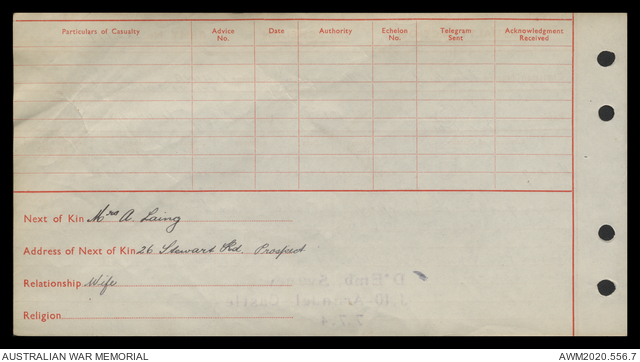 Particulars of Casualty Advice No. Date Authority Echelon No. Telegram Sent Acknowledgment Received
Next of Kin Mrs A. Laing
Address of Next of Kin 26 Stewart Rd. Prospect
Relationship Wife
Religion
AUSTRALIAN WAR MEMORIAL AWM2020.556.7